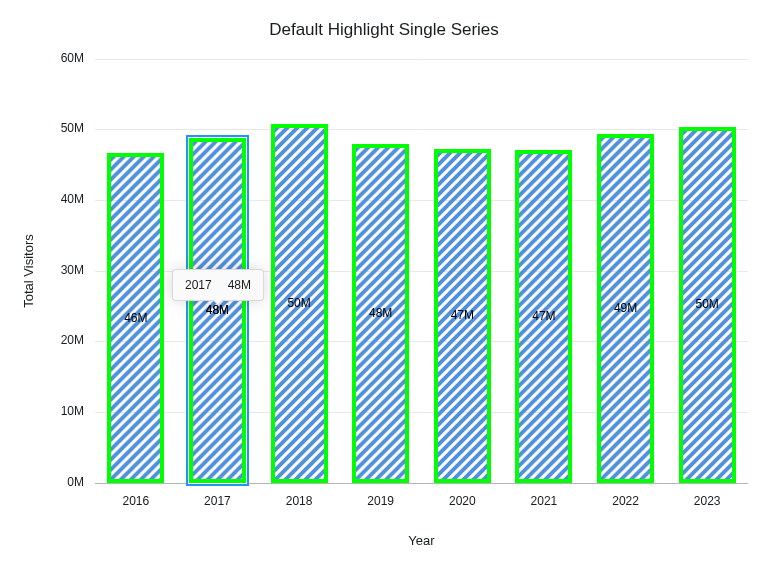 Default Highlight Single Series
60M
50M
40M
30M
20M
10M
0M
Total Visitors
2017 48M
46M
48M
50M
48M
47M
47M
49M
50M
2016 2017 2018 2019 2020 2021 2022 2023
Year